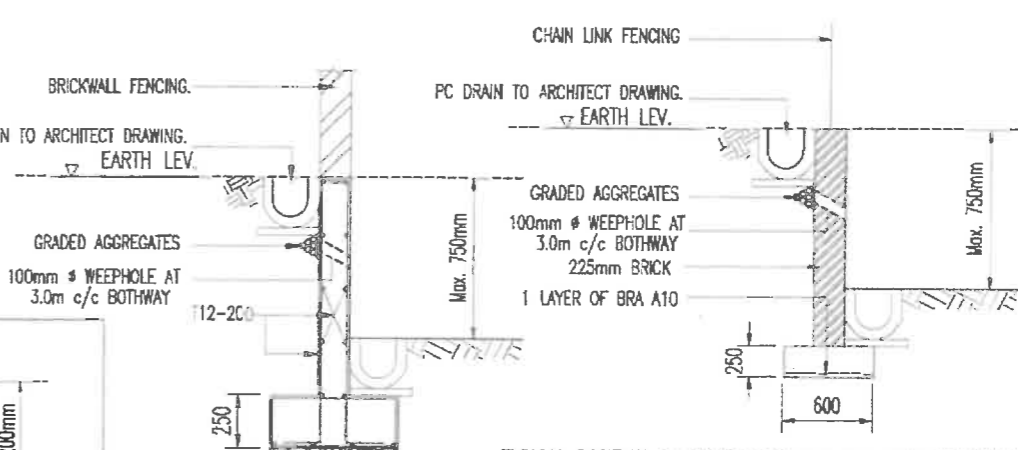 CHAIN LINK FENCING
BRICKWALL FENCING.
PC DRAIN TO ARCHITECT DRAWING.
EARTH LEV.
N TO ARCHITECT DRAWING.
EARTH LEV.
GRADED AGGREGATES
100mm ø WEEPHOLE AT
3.0m c/c BOTHWAY
225mm BRICK
1 LAYER OF BRA A10
Max. 750mm
250
600
GRADED AGGREGATES
100mm ø WEEPHOLE AT
3.0m c/c BOTHWAY
T12-200
Max. 750mm
250